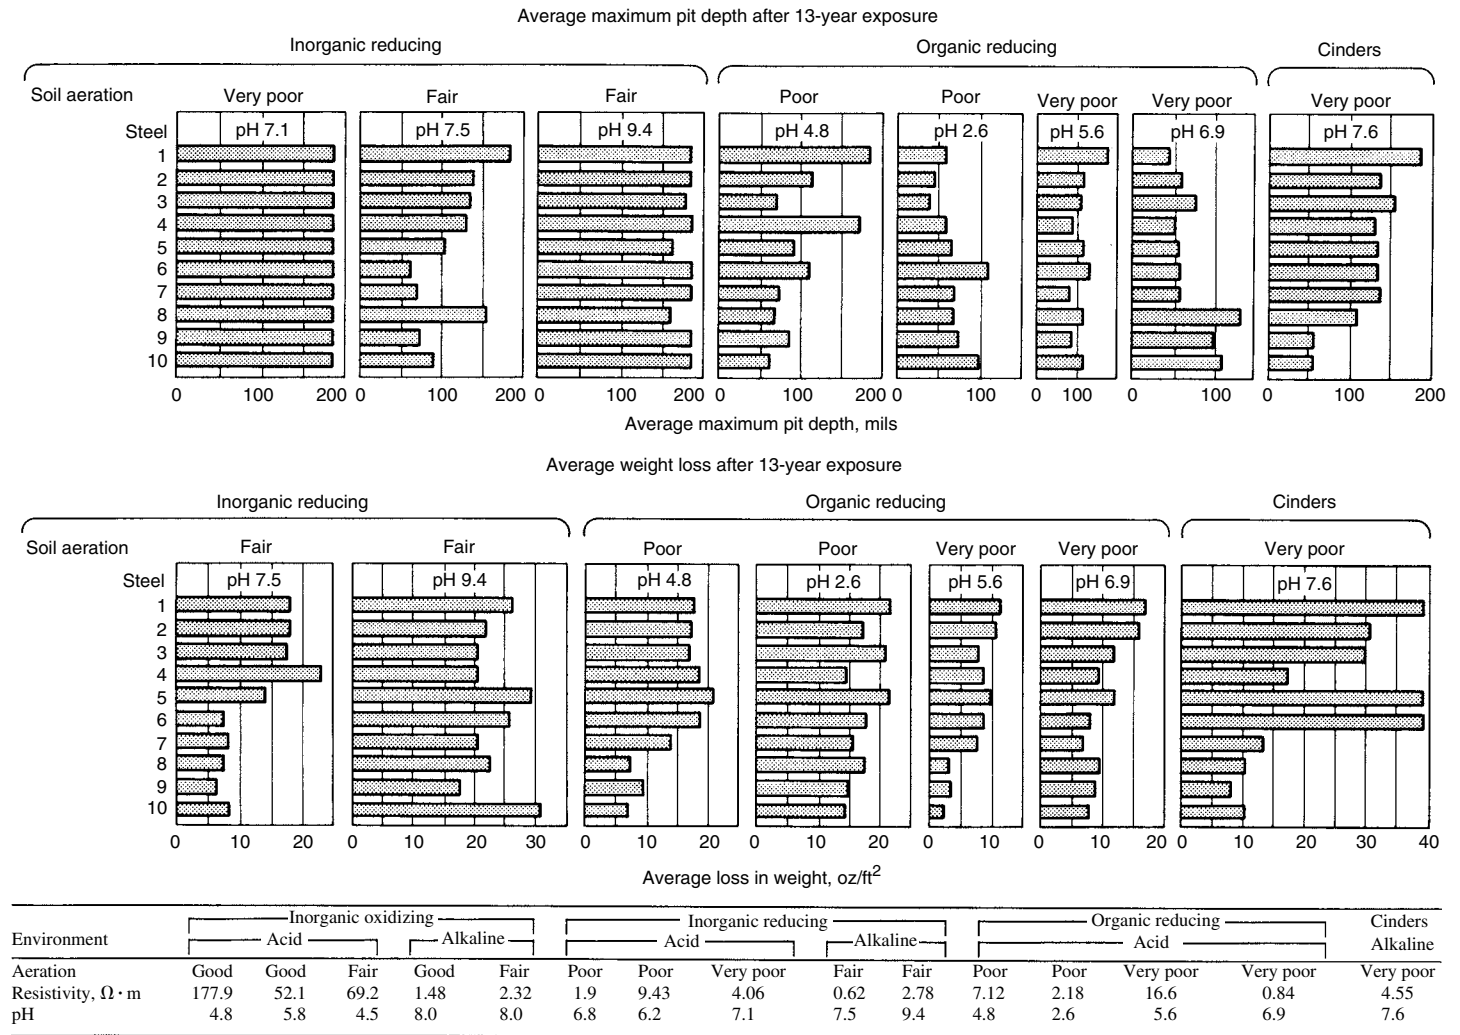 Average maximum pit depth after 13-year exposure
Inorganic reducing Organic reducing Cinders
Soil aeration Very poor Fair Fair Poor Poor Very poor Very poor Very poor
Steel pH 7.1 pH 7.5 pH 9.4 pH 4.8 pH 2.6 pH 5.6 pH 6.9 pH 7.6
1
2
3
4
5
6
7
8
9
10
0 100 200 0 100 200 0 100 200 0 100 200 0 100 0 100 0 100 0 100 200
Average maximum pit depth, mils
Average weight loss after 13-year exposure
Inorganic reducing Organic reducing Cinders
Soil aeration Fair Fair Poor Poor Very poor Very poor Very poor
Steel pH 7.5 pH 9.4 pH 4.8 pH 2.6 pH 5.6 pH 6.9 pH 7.6
1
2
3
4
5
6
7
8
9
10
0 10 20 0 10 20 30 0 10 20 0 10 20 0 10 0 10 20 0 10 20 30 40
Average loss in weight, oz/ft²
Inorganic oxidizing Inorganic reducing Organic reducing Cinders
Environment Acid Alkaline Acid Alkaline Acid Alkaline
Aeration Good Good Fair Good Fair Poor Poor Very poor Fair Fair Poor Poor Very poor Very poor Very poor
Resistivity, Ω · m 177.9 52.1 69.2 1.48 2.32 1.9 9.43 4.06 0.62 2.78 7.12 2.18 16.6 0.84 4.55
pH 4.8 5.8 4.5 8.0 8.0 6.8 6.2 7.1 7.5 9.4 4.8 2.6 5.6 6.9 7.6